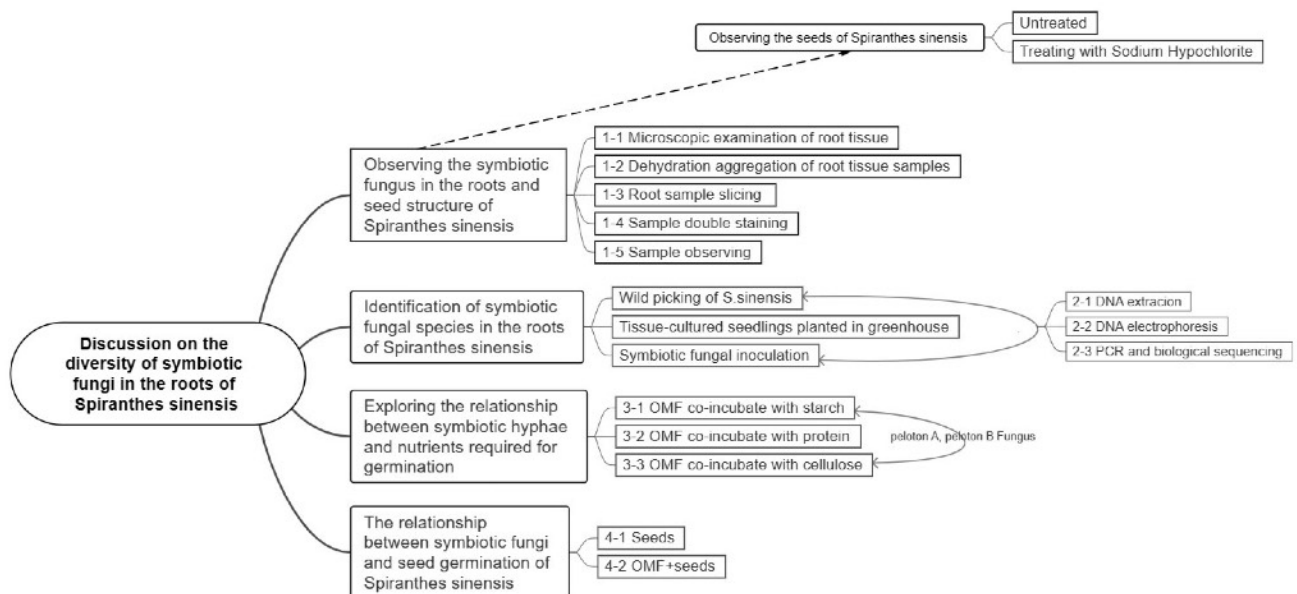 Observing the seeds of Spiranthes sinensis
Untreated
Treating with Sodium Hypochlorite
Observing the symbiotic
fungus in the roots and
seed structure of
Spiranthes sinensis
1-1 Microscopic examination of root tissue
1-2 Dehydration aggregation of root tissue samples
1-3 Root sample slicing
1-4 Sample double staining
1-5 Sample observing
Discussion on the
diversity of symbiotic
fungi in the roots of
Spiranthes sinensis
Identification of symbiotic
fungal species in the roots
of Spiranthes sinensis
Wild picking of S.sinensis
Tissue-cultured seedlings planted in greenhouse
Symbiotic fungal inoculation
2-1 DNA extracion
2-2 DNA electrophoresis
2-3 PCR and biological sequencing
Exploring the relationship
between symbiotic hyphae
and nutrients required for
germination
3-1 OMF co-incubate with starch
3-2 OMF co-incubate with protein
3-3 OMF co-incubate with cellulose
peloton A, peloton B Fungus
The relationship
between symbiotic fungi
and seed germination of
Spiranthes sinensis
4-1 Seeds
4-2 OMF+seeds